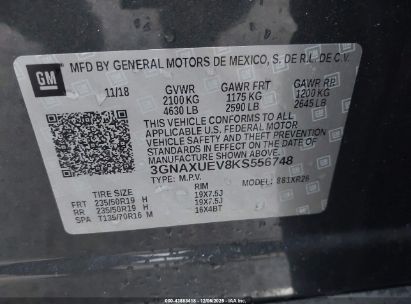 GM
MFD BY GENERAL MOTORS DE MEXICO, S. DE R.L. DE C.V.
11/18 GVWR GAWR FRT GAWR RR
2100 KG 1175 KG 1200 KG
4630 LB 2590 LB 2645 LB
THIS VEHICLE CONFORMS TO ALL APPLICABLE
U.S. FEDERAL MOTOR VEHICLE SAFETY
AND THEFT PREVENTION STANDARDS IN EFFECT
ON THE DATE OF MANUFACTURE SHOWN ABOVE.
3GNAXUEV8KS556748
TYPE: M.P.V. MODEL: 881XR26
TIRE SIZE RIM
FRT 235/50R19 H 19X7.5J
RR 235/50R19 H 19X7.5J
SPA T135/70R16 M 16X4BT